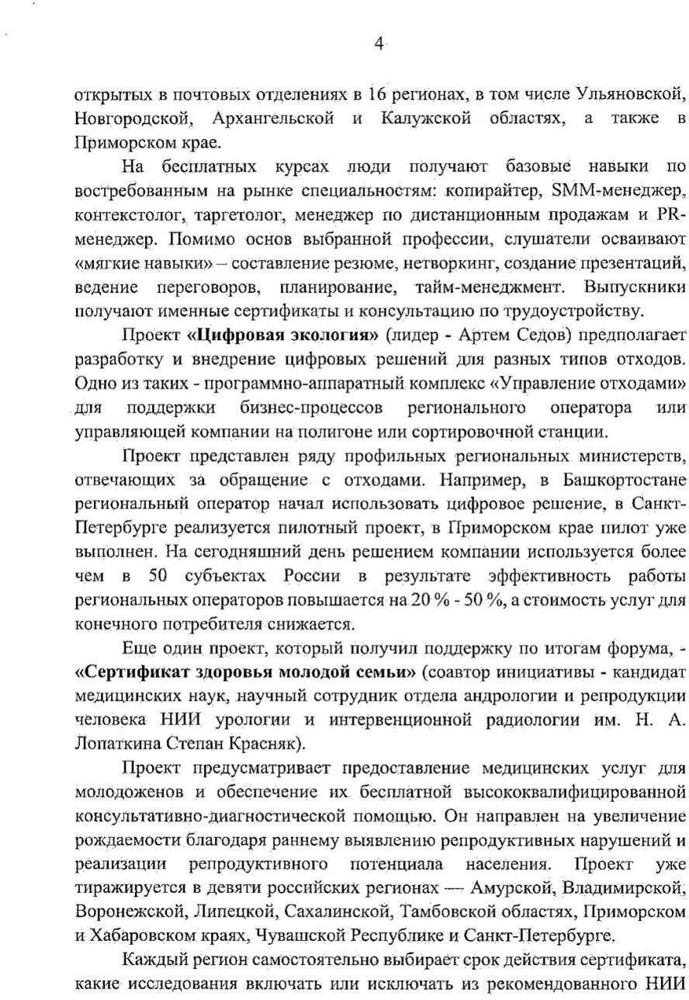 4
открытых в почтовых отделениях в 16 регионах, в том числе Ульяновской,
Новгородской, Архангельской и Калужской областях, а также в
Приморском крае.
На бесплатных курсах люди получают базовые навыки по
востребованным на рынке специальностям: копирайтер, SMM-менеджер,
контекстолог, таргетолог, менеджер по дистанционным продажам и PR-
менеджер. Помимо основ выбранной профессии, слушатели осваивают
«мягкие навыки» – составление резюме, нетворкинг, создание презентаций,
ведение переговоров, планирование, тайм-менеджмент. Выпускники
получают именные сертификаты и консультацию по трудоустройству.
Проект «Цифровая экология» (лидер - Артем Седов) предполагает
разработку и внедрение цифровых решений для разных типов отходов.
Одно из таких - программно-аппаратный комплекс «Управление отходами»
для поддержки бизнес-процессов регионального оператора или
управляющей компании на полигоне или сортировочной станции.
Проект представлен ряду профильных региональных министерств,
отвечающих за обращение с отходами. Например, в Башкортостане
региональный оператор начал использовать цифровое решение, в Санкт-
Петербурге реализуется пилотный проект, в Приморском крае пилот уже
выполнен. На сегодняшний день решением компании используется более
чем в 50 субъектах России в результате эффективность работы
региональных операторов повышается на 20 % - 50 %, а стоимость услуг для
конечного потребителя снижается.
Еще один проект, который получил поддержку по итогам форума, -
«Сертификат здоровья молодой семьи» (соавтор инициативы - кандидат
медицинских наук, научный сотрудник отдела андрологии и репродукции
человека НИИ урологии и интервенционной радиологии им. Н. А.
Лопаткина Степан Красняк).
Проект предусматривает предоставление медицинских услуг для
молодоженов и обеспечение их бесплатной высококвалифицированной
консультативно-диагностической помощью. Он направлен на увеличение
рождаемости благодаря раннему выявлению репродуктивных нарушений и
реализации репродуктивного потенциала населения. Проект уже
тиражируется в девяти российских регионах — Амурской, Владимирской,
Воронежской, Липецкой, Сахалинской, Тамбовской областях, Приморском
и Хабаровском краях, Чувашской Республике и Санкт-Петербурге.
Каждый регион самостоятельно выбирает срок действия сертификата,
какие исследования включать или исключать из рекомендованного НИИ